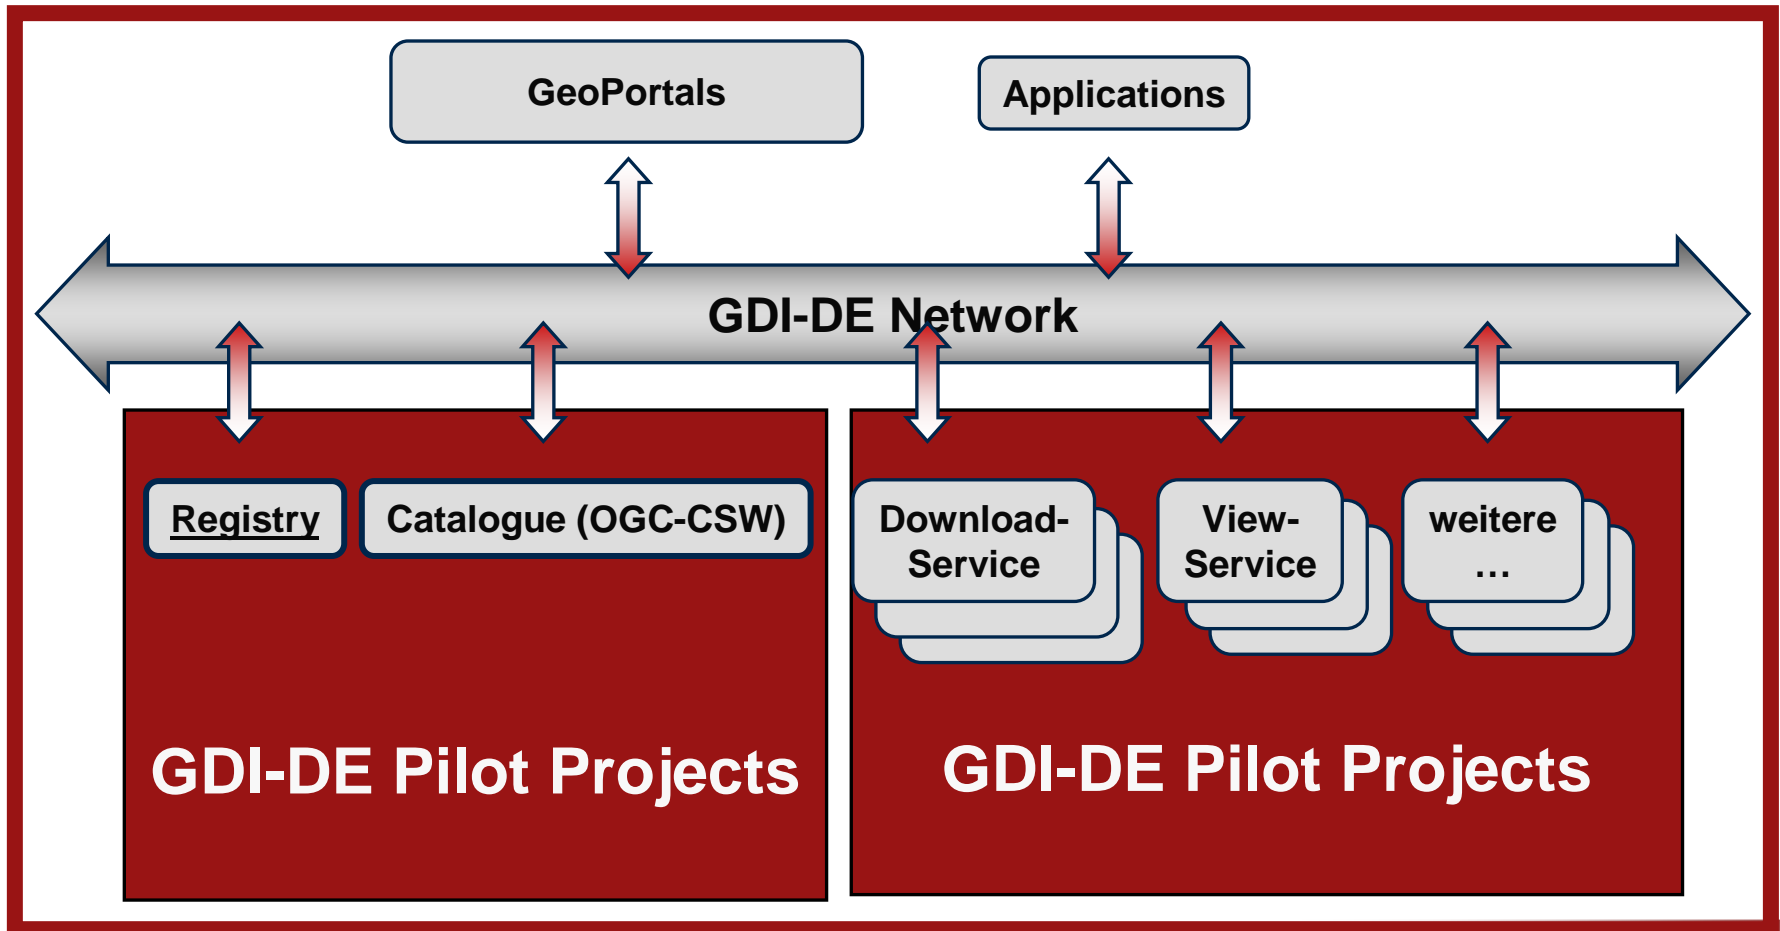 GeoPortals
Applications
GDI-DE Network
Registry
Catalogue (OGC-CSW)
Download-
Service
View-
Service
weitere
…
GDI-DE Pilot Projects
GDI-DE Pilot Projects